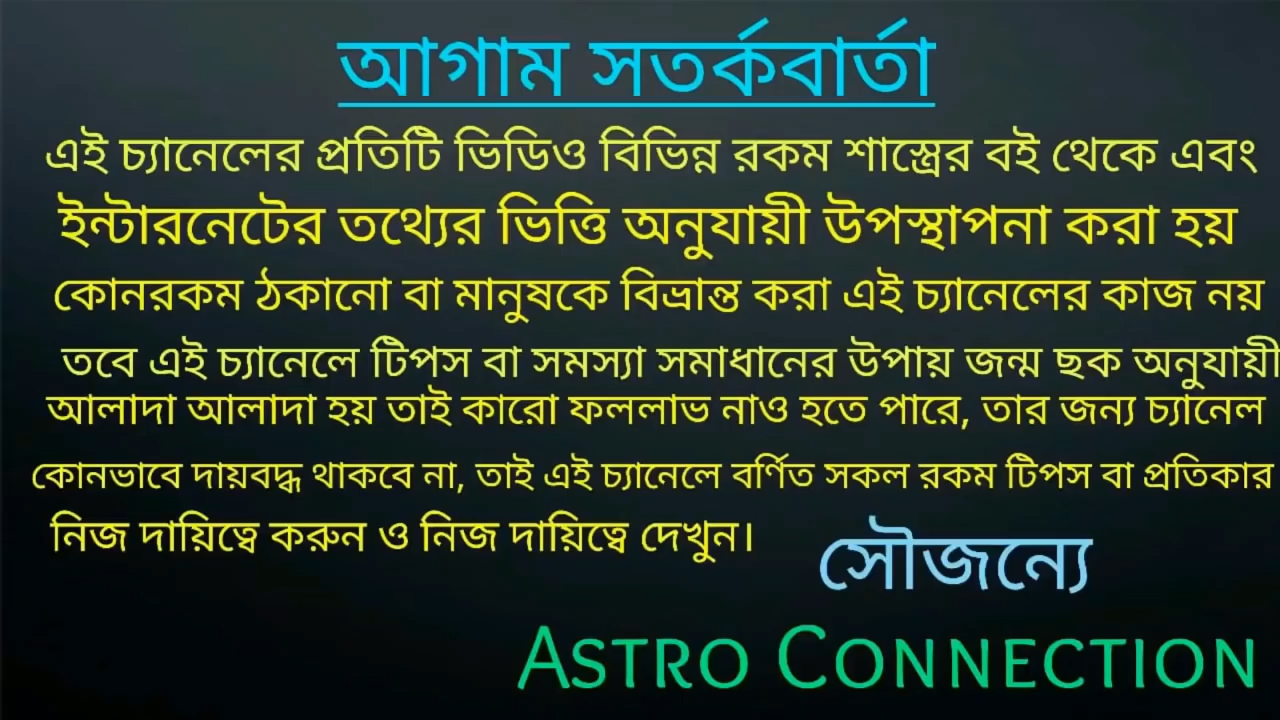 আগাম সতর্কবার্তা
এই চ্যানেলের প্রতিটি ভিডিও বিভিন্ন রকম শাস্ত্রের বই থেকে এবং
ইন্টারনেটের তথ্যের ভিত্তি অনুযায়ী উপস্থাপনা করা হয়
কোনরকম ঠকানো বা মানুষকে বিভ্রান্ত করা এই চ্যানেলের কাজ নয়
তবে এই চ্যানেলে টিপস বা সমস্যা সমাধানের উপায় জন্ম ছক অনুযায়ী
আলাদা আলাদা হয় তাই কারো ফললাভ নাও হতে পারে, তার জন্য চ্যানেল
কোনভাবে দায়বদ্ধ থাকবে না, তাই এই চ্যানেলে বর্ণিত সকল রকম টিপস বা প্রতিকার
নিজ দায়িত্বে করুন ও নিজ দায়িত্বে দেখুন।
সৌজন্যে
ASTRO CONNECTION